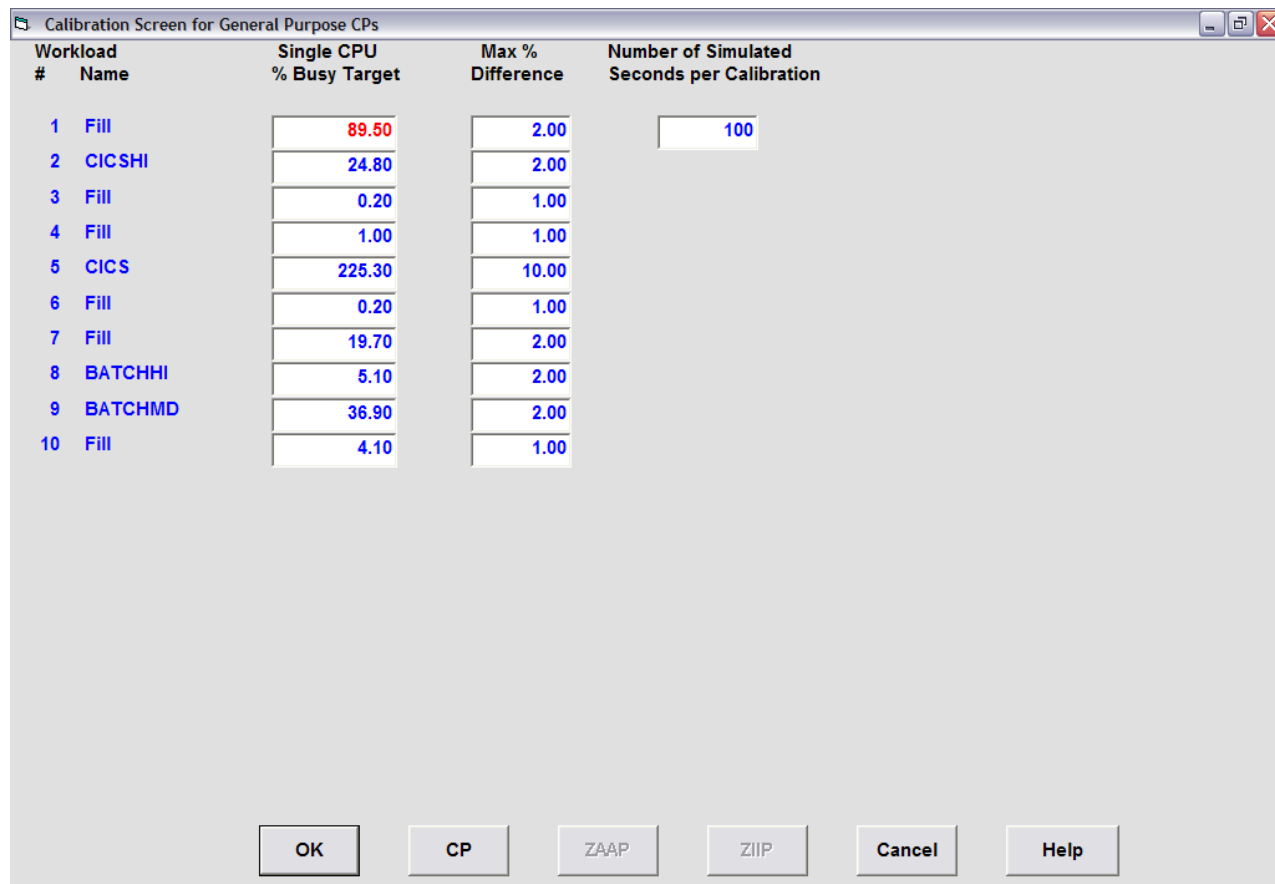 Calibration Screen for General Purpose CPs
Workload Single CPU Max % Number of Simulated
# Name % Busy Target Difference Seconds per Calibration
1 Fill 89.50 2.00 100
2 CICSHI 24.80 2.00
3 Fill 0.20 1.00
4 Fill 1.00 1.00
5 CICS 225.30 10.00
6 Fill 0.20 1.00
7 Fill 19.70 2.00
8 BATCHHI 5.10 2.00
9 BATCHMD 36.90 2.00
10 Fill 4.10 1.00
OK CP ZAAP ZIIP Cancel Help